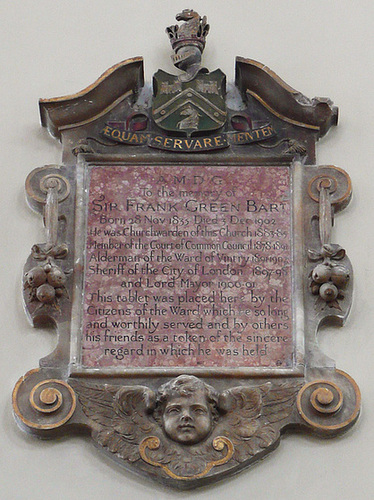 ÆQUAM SERVARE MENTEM
A.M.D.G.
To the memory of
SIR FRANK GREEN BART
Born 28 Nov 1835 Died 3 Dec 1902
He was Churchwarden of this Church
Member of the Court of Common Council 1878-1891
Alderman of the Ward of Vintry 1891-1902
Sheriff of the City of London 1897-98
and Lord Mayor 1900-01
This tablet was placed here by the
Citizens of the Ward which he so long
and worthily served and by others
his friends as a token of the sincere
regard in which he was held